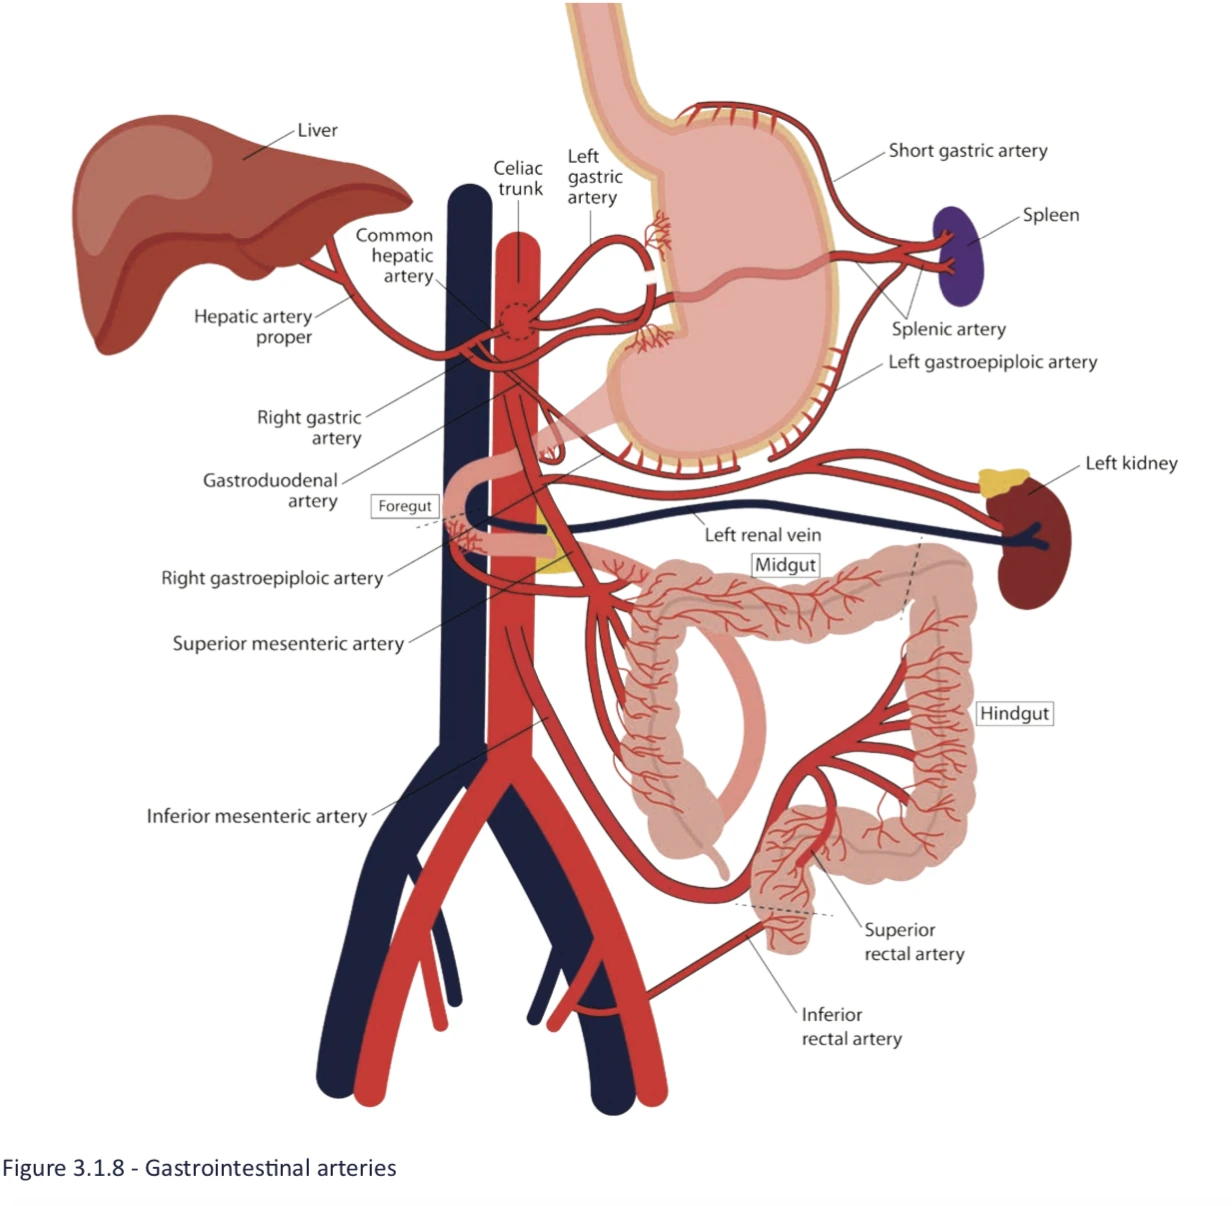 Liver
Celiac
trunk
Left
gastric
artery
Short gastric artery
Spleen
Common
hepatic
artery
Hepatic artery
proper
Splenic artery
Left gastroepiploic artery
Right gastric
artery
Gastroduodenal
artery
Left kidney
Foregut
Left renal vein
Midgut
Right gastroepiploic artery
Superior mesenteric artery
Hindgut
Inferior mesenteric artery
Superior
rectal artery
Inferior
rectal artery
Figure 3.1.8 - Gastrointestinal arteries